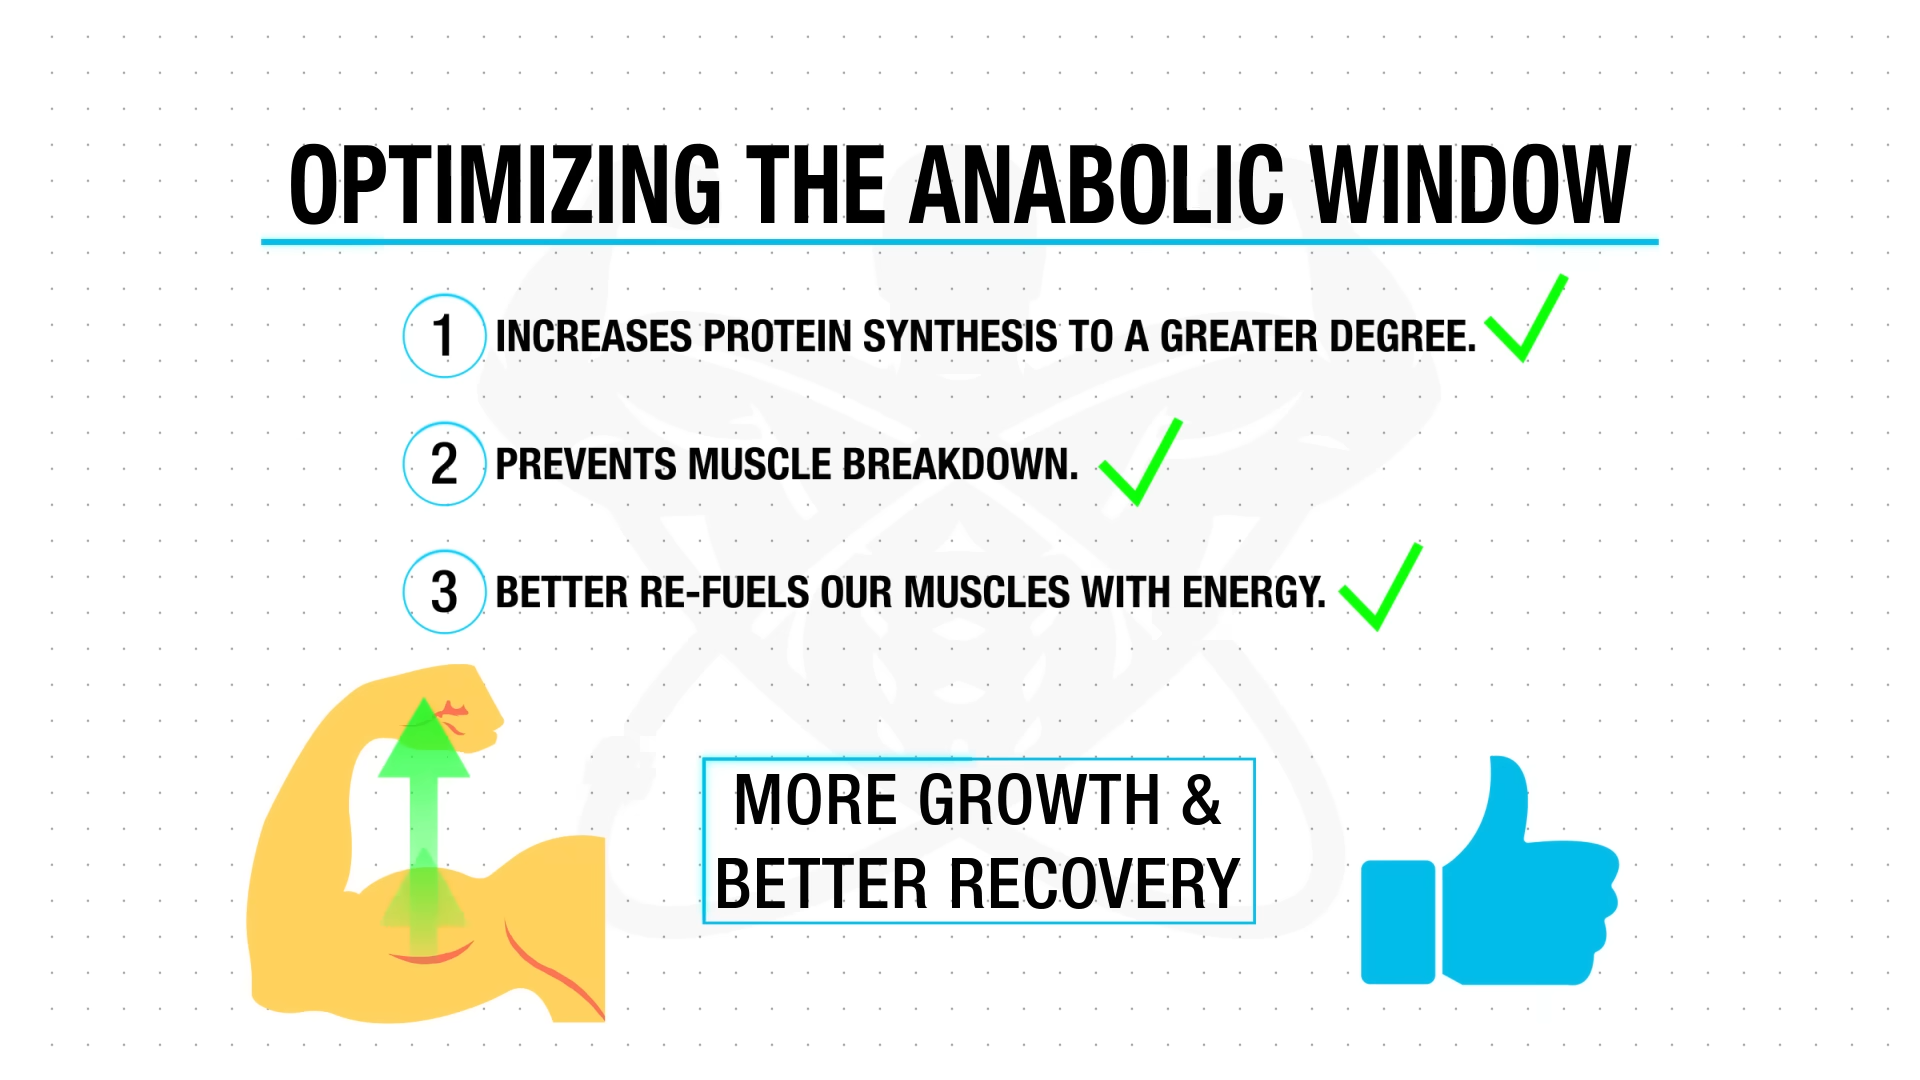 OPTIMIZING THE ANABOLIC WINDOW
1 INCREASES PROTEIN SYNTHESIS TO A GREATER DEGREE.
2 PREVENTS MUSCLE BREAKDOWN.
3 BETTER RE-FUELS OUR MUSCLES WITH ENERGY.
MORE GROWTH &
BETTER RECOVERY